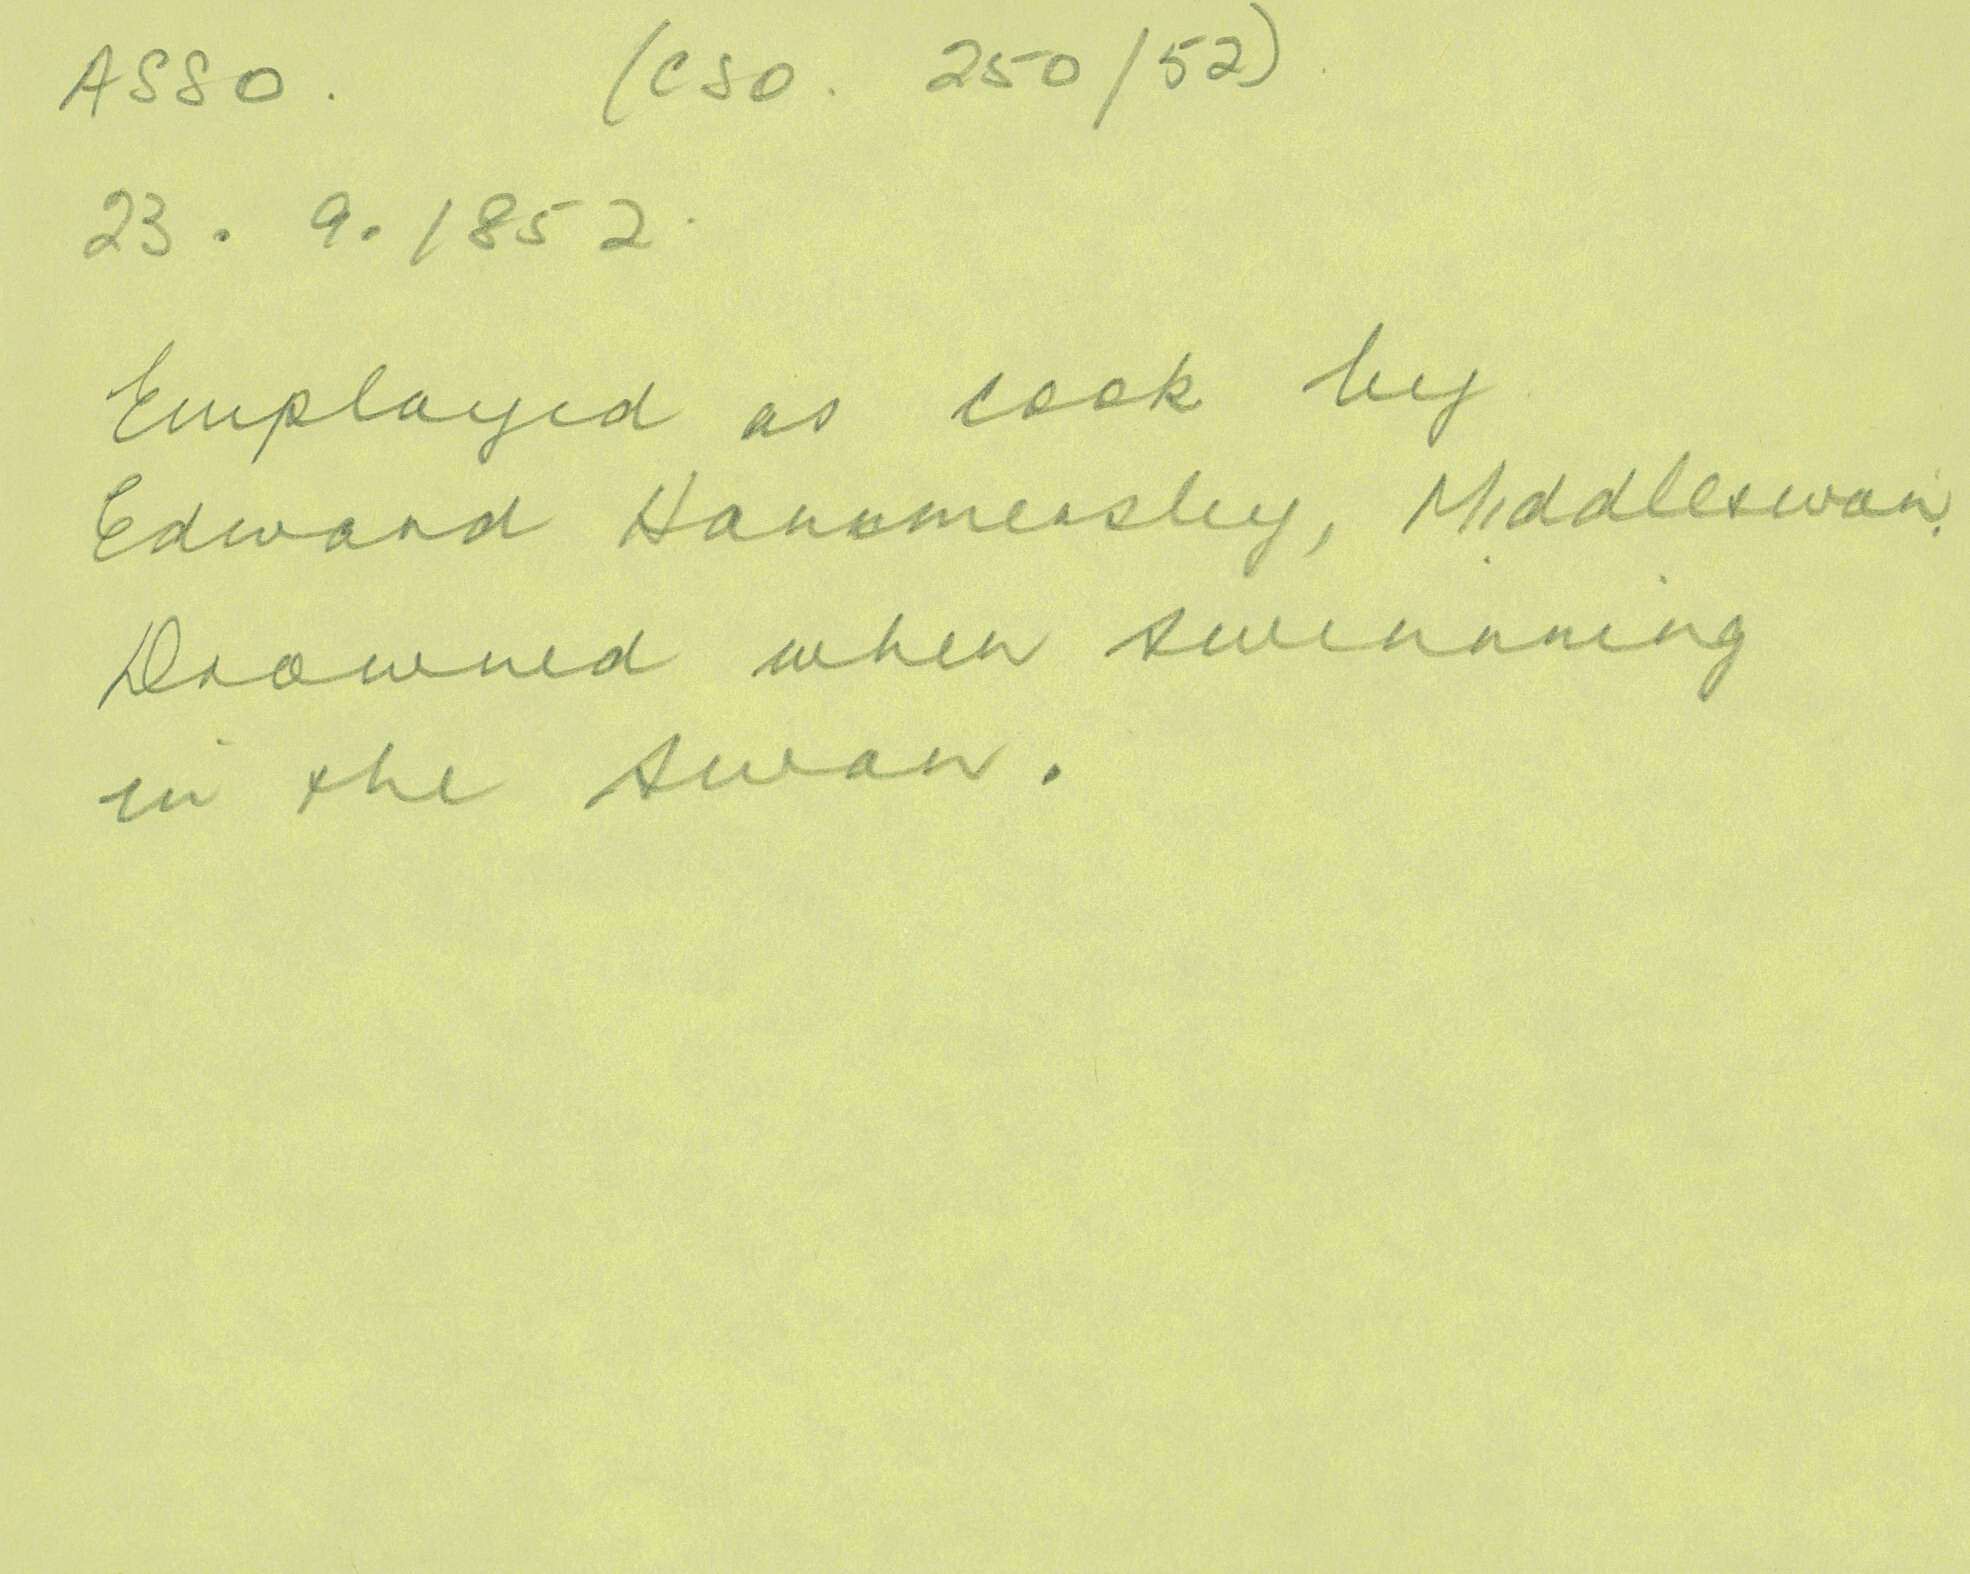 ASSO. (CSO. 250/52).
23. 9. 1852.
Employed as cook by
Edward Hammersley, Middleswan.
Drowned when swimming
in the Swan.